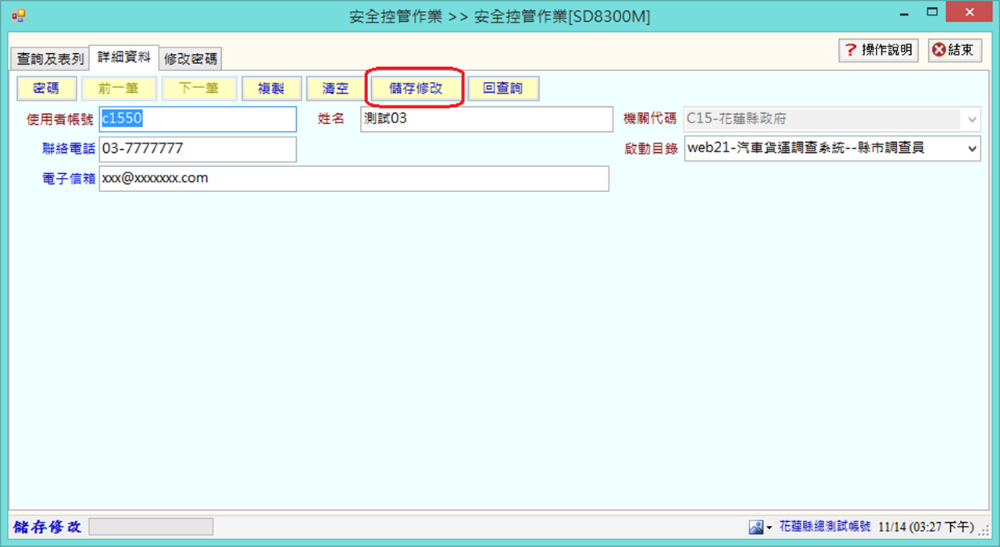 安全控管作業 >> 安全控管作業[SD8300M]
查詢及表列 詳細資料 修改密碼 ? 操作說明 結束
密碼 前一筆 下一筆 複製 清空 儲存修改 回查詢
使用者帳號 c1550 姓名 測試03 機關代碼 C15-花蓮縣政府
聯絡電話 03-7777777 啟動目錄 web21-汽車貨運調查系統--縣市調查員
電子信箱 xxx@xxxxxxx.com
儲存修改 花蓮縣總測試帳號 11/14 (03:27 下午)